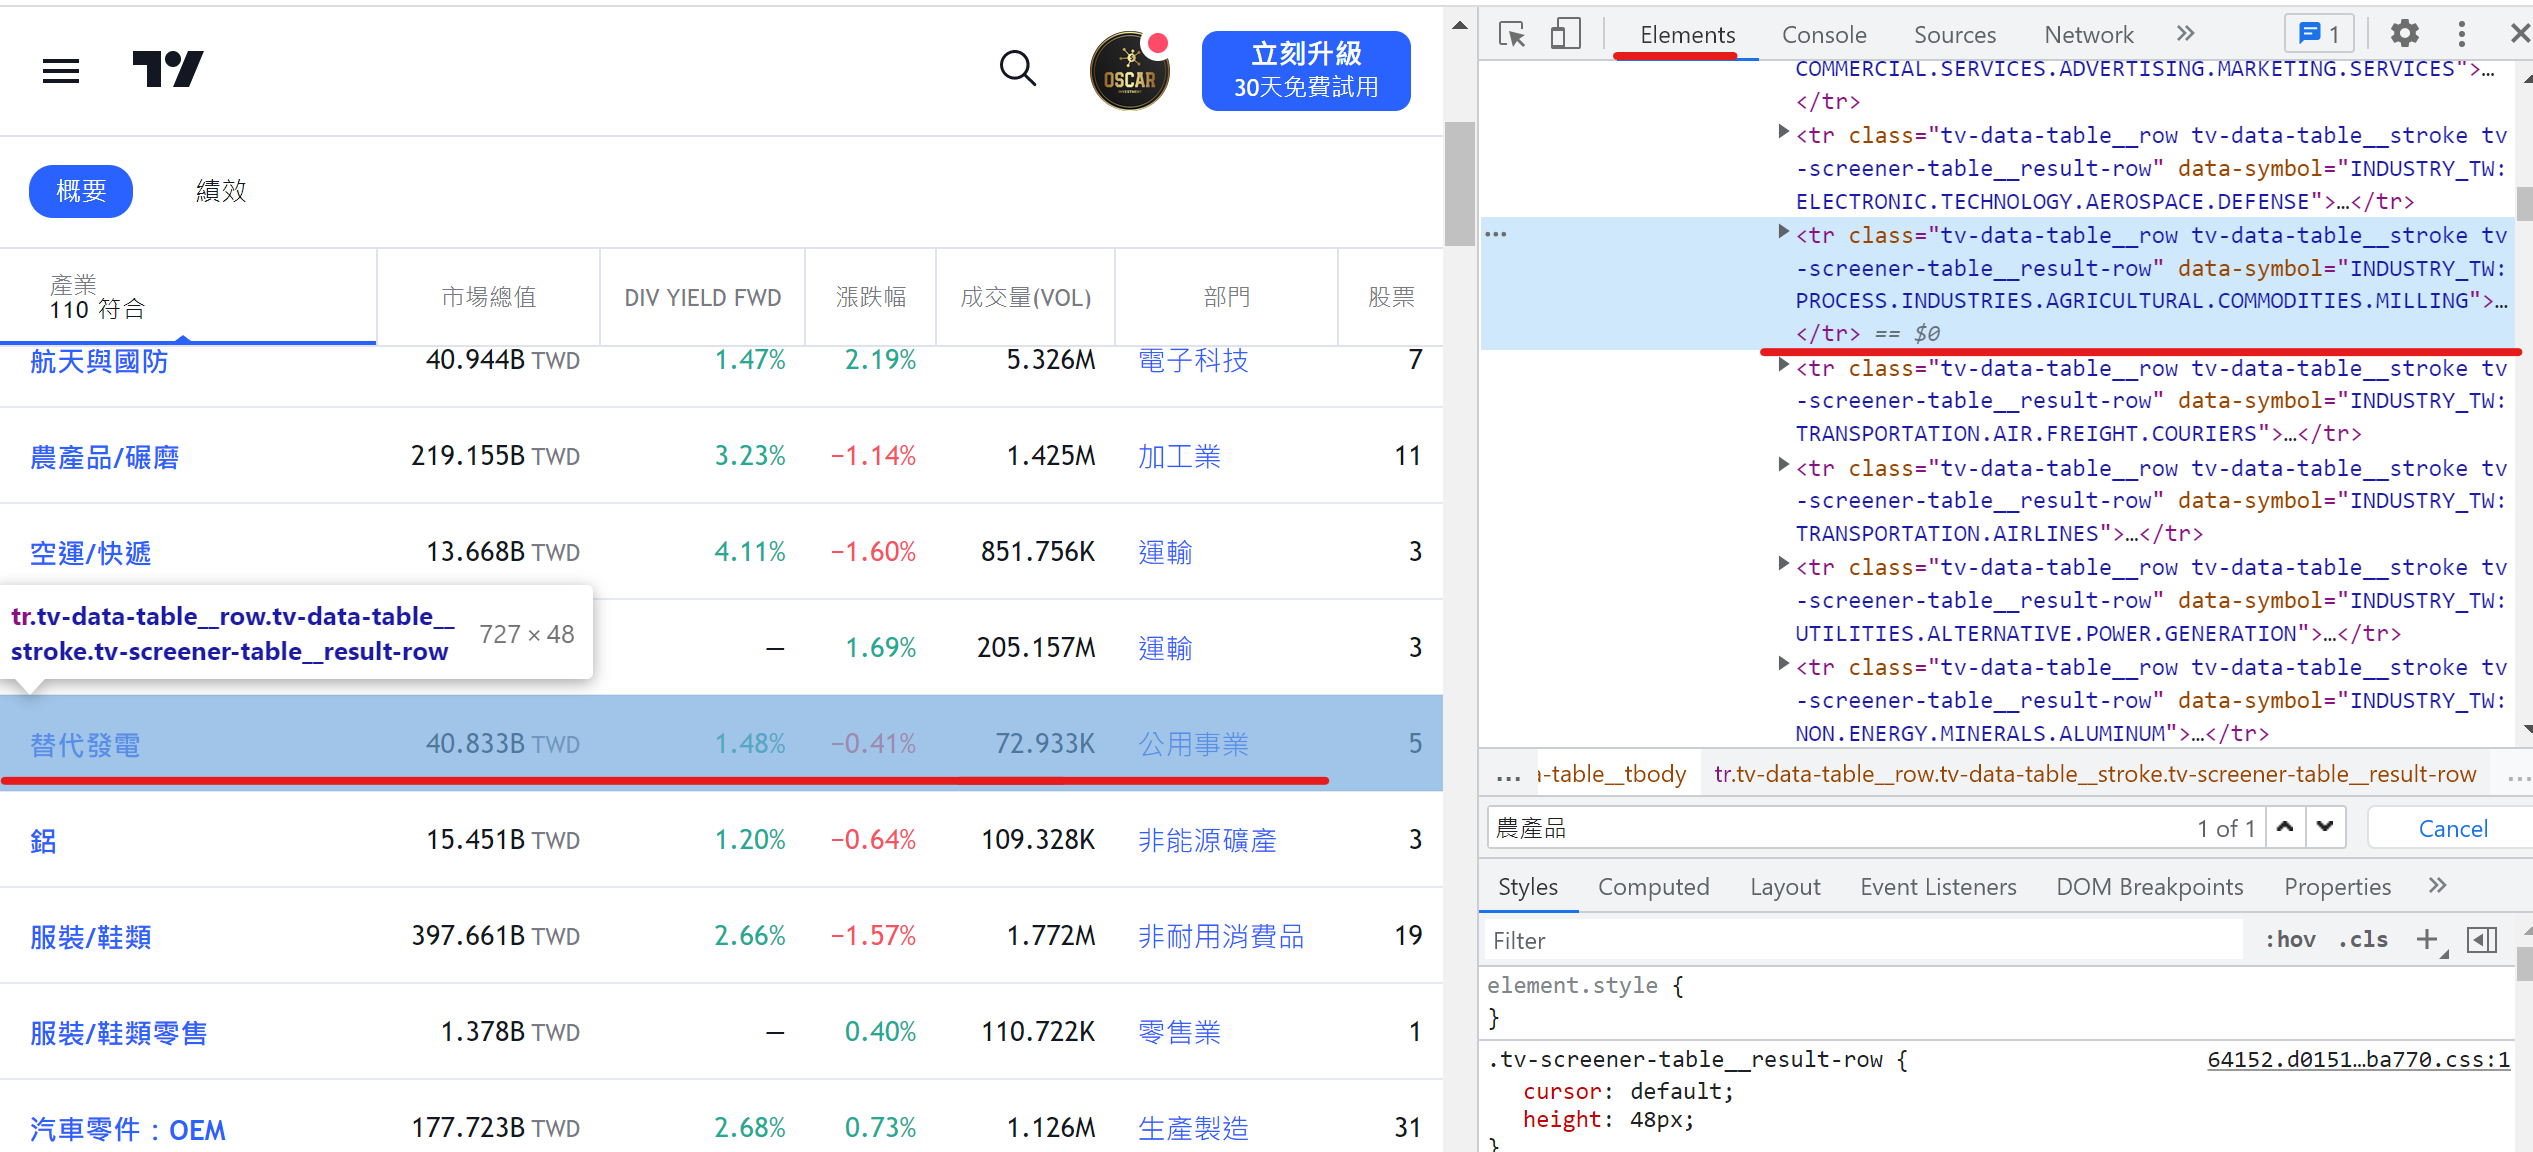 OSCAR
INVESTMENT
立刻升級
30天免費試用
概要
績效
產業
110 符合
市場總值
DIV YIELD FWD
漲跌幅
成交量(VOL)
部門
股票
航天與國防 40.944B TWD 1.47% 2.19% 5.326M 電子科技 7
農產品/碾磨 219.155B TWD 3.23% −1.14% 1.425M 加工業 11
空運/快遞 13.668B TWD 4.11% −1.60% 851.756K 運輸 3
tr.tv-data-table__row.tv-data-table__
stroke.tv-screener-table__result-row
727 × 48
— 1.69% 205.157M 運輸 3
替代發電 40.833B TWD 1.48% −0.41% 72.933K 公用事業 5
鋁 15.451B TWD 1.20% −0.64% 109.328K 非能源礦產 3
服裝/鞋類 397.661B TWD 2.66% −1.57% 1.772M 非耐用消費品 19
服裝/鞋類零售 1.378B TWD — 0.40% 110.722K 零售業 1
汽車零件：OEM 177.723B TWD 2.68% 0.73% 1.126M 生產製造 31
Elements Console Sources Network » 1
COMMERCIAL.SERVICES.ADVERTISING.MARKETING.SERVICES">…
</tr>
<tr class="tv-data-table__row tv-data-table__stroke tv
-screener-table__result-row" data-symbol="INDUSTRY_TW:
ELECTRONIC.TECHNOLOGY.AEROSPACE.DEFENSE">…</tr>
<tr class="tv-data-table__row tv-data-table__stroke tv
-screener-table__result-row" data-symbol="INDUSTRY_TW:
PROCESS.INDUSTRIES.AGRICULTURAL.COMMODITIES.MILLING">…
</tr> == $0
<tr class="tv-data-table__row tv-data-table__stroke tv
-screener-table__result-row" data-symbol="INDUSTRY_TW:
TRANSPORTATION.AIR.FREIGHT.COURIERS">…</tr>
<tr class="tv-data-table__row tv-data-table__stroke tv
-screener-table__result-row" data-symbol="INDUSTRY_TW:
TRANSPORTATION.AIRLINES">…</tr>
<tr class="tv-data-table__row tv-data-table__stroke tv
-screener-table__result-row" data-symbol="INDUSTRY_TW:
UTILITIES.ALTERNATIVE.POWER.GENERATION">…</tr>
<tr class="tv-data-table__row tv-data-table__stroke tv
-screener-table__result-row" data-symbol="INDUSTRY_TW:
NON.ENERGY.MINERALS.ALUMINUM">…</tr>
… a-table__tbody tr.tv-data-table__row.tv-data-table__stroke.tv-screener-table__result-row …
農產品 1 of 1 Cancel
Styles Computed Layout Event Listeners DOM Breakpoints Properties »
Filter :hov .cls +
element.style {
}
.tv-screener-table__result-row { 64152.d0151…ba770.css:1
cursor: default;
height: 48px;
}